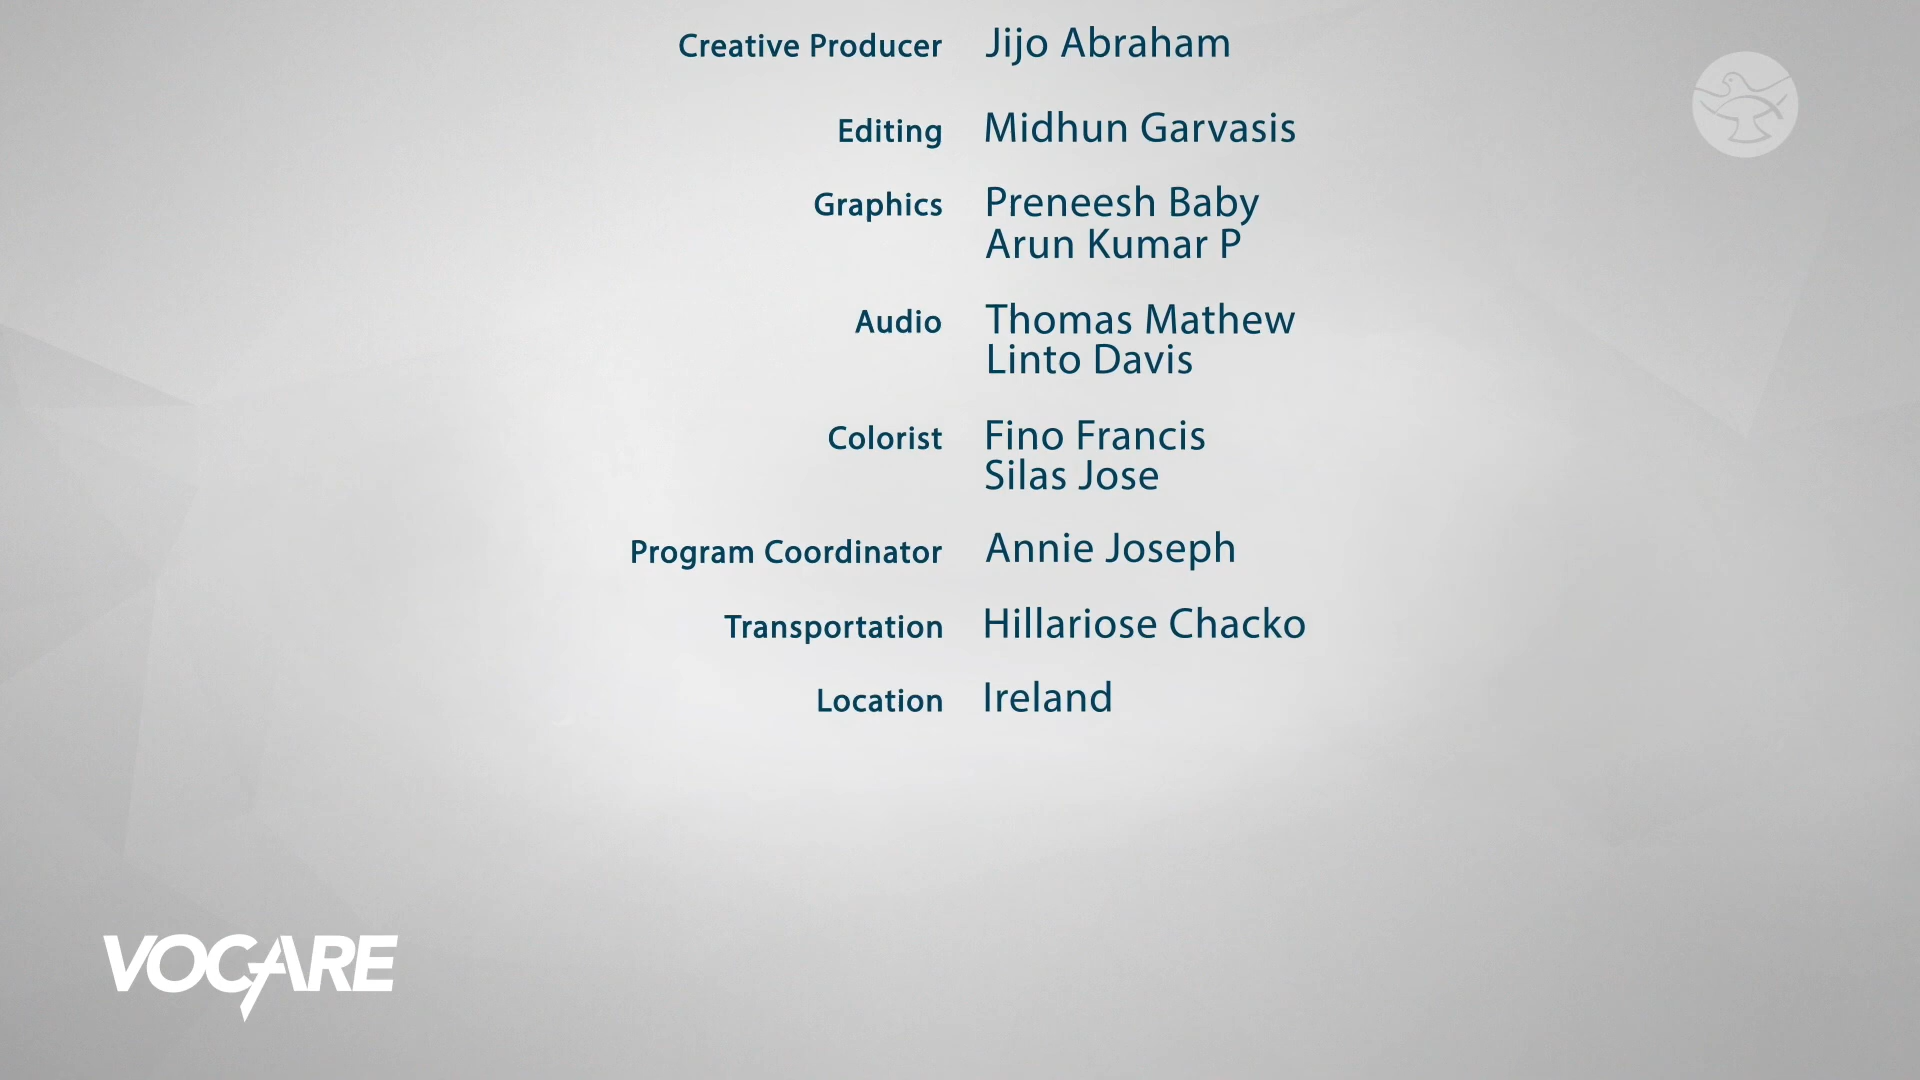 Creative Producer Jijo Abraham
Editing Midhun Garvasis
Graphics Preneesh Baby
Arun Kumar P
Audio Thomas Mathew
Linto Davis
Colorist Fino Francis
Silas Jose
Program Coordinator Annie Joseph
Transportation Hillariose Chacko
Location Ireland
VOCARE